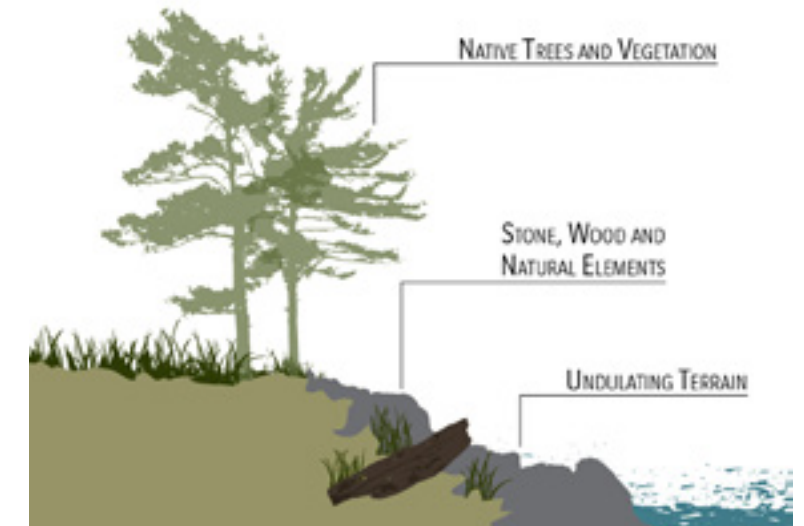 Native Trees and Vegetation
Stone, Wood and
Natural Elements
Undulating Terrain